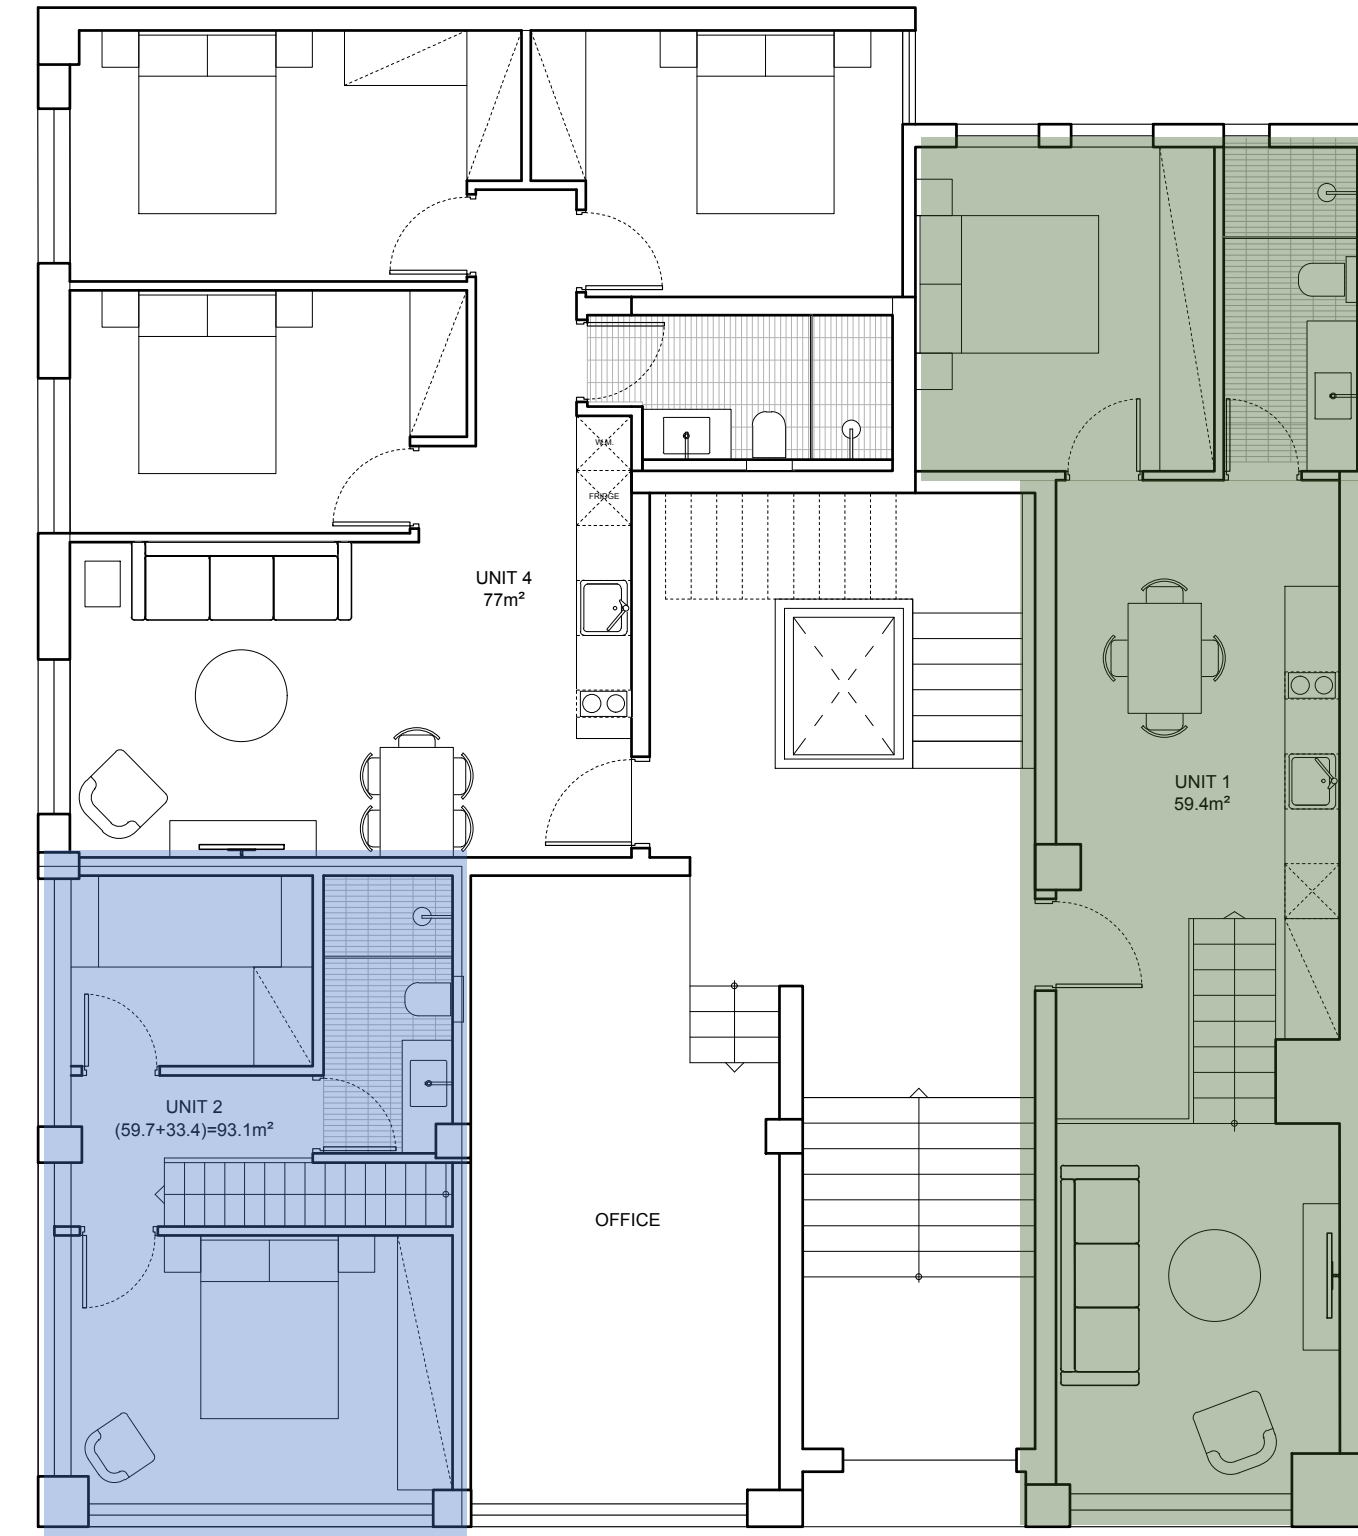 W.M.
FRIDGE
UNIT 4
77m²
UNIT 1
59.4m²
UNIT 2
(59.7+33.4)=93.1m²
OFFICE